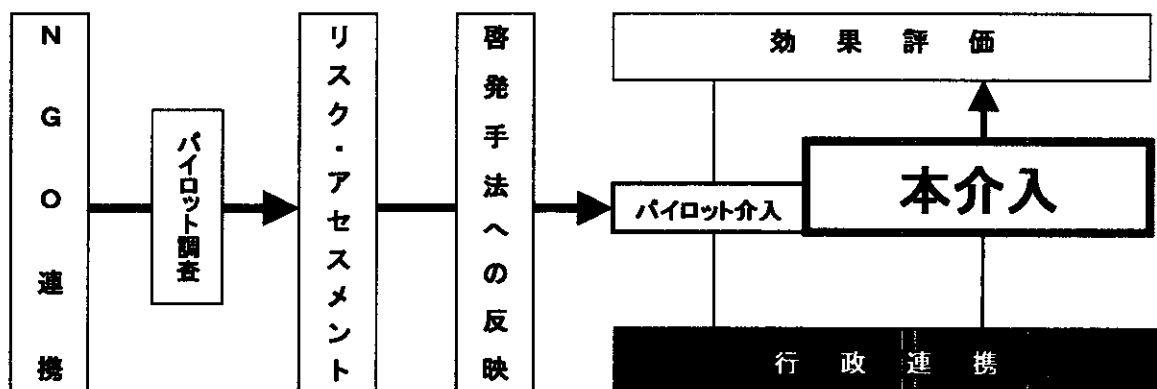 NGO連携
パイロット調査
リスク・アセスメント
啓発手法への反映
効果評価
パイロット介入
本介入
行政連携